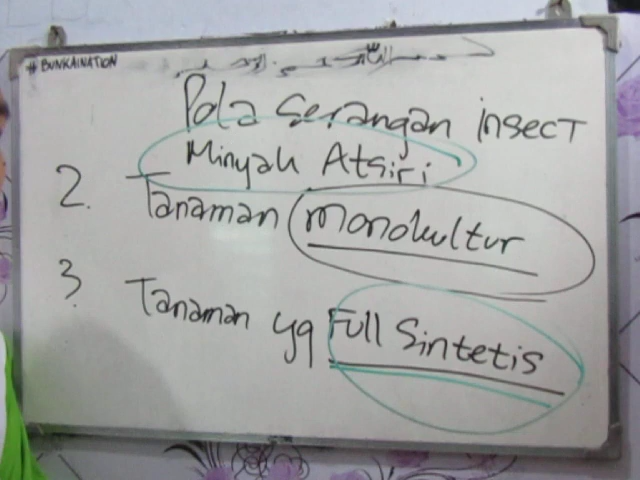 #BUNKAINATION
Pola Serangan insecT
Minyak Atsiri
2. Tanaman monokultur
3 Tanaman yg Full Sintetis